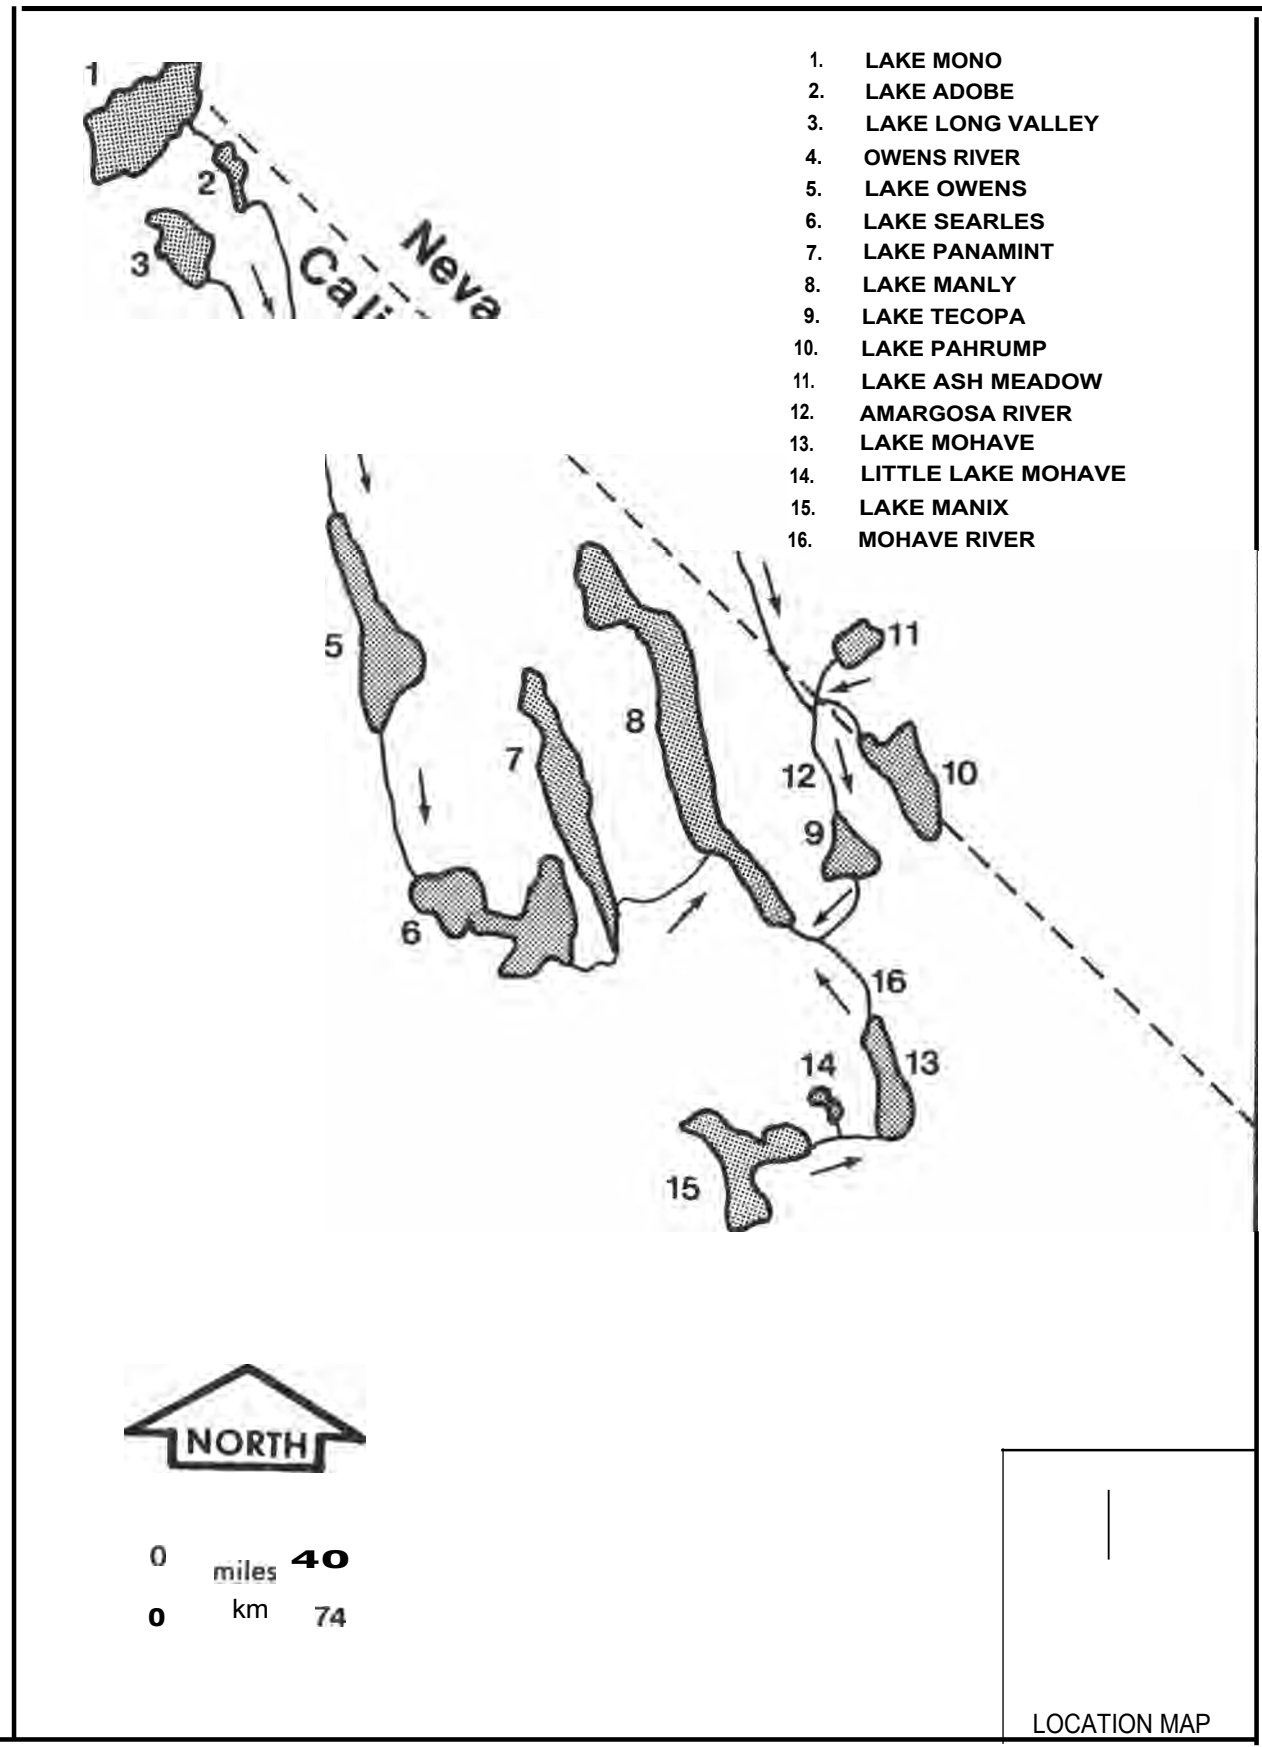 1. LAKE MONO
2. LAKE ADOBE
3. LAKE LONG VALLEY
4. OWENS RIVER
5. LAKE OWENS
6. LAKE SEARLES
7. LAKE PANAMINT
8. LAKE MANLY
9. LAKE TECOPA
10. LAKE PAHRUMP
11. LAKE ASH MEADOW
12. AMARGOSA RIVER
13. LAKE MOHAVE
14. LITTLE LAKE MOHAVE
15. LAKE MANIX
16. MOHAVE RIVER
1
2
3
Neva
Cali
5
11
8
7
12
10
9
6
16
14
13
15
NORTH
0 miles 40
0 km 74
LOCATION MAP